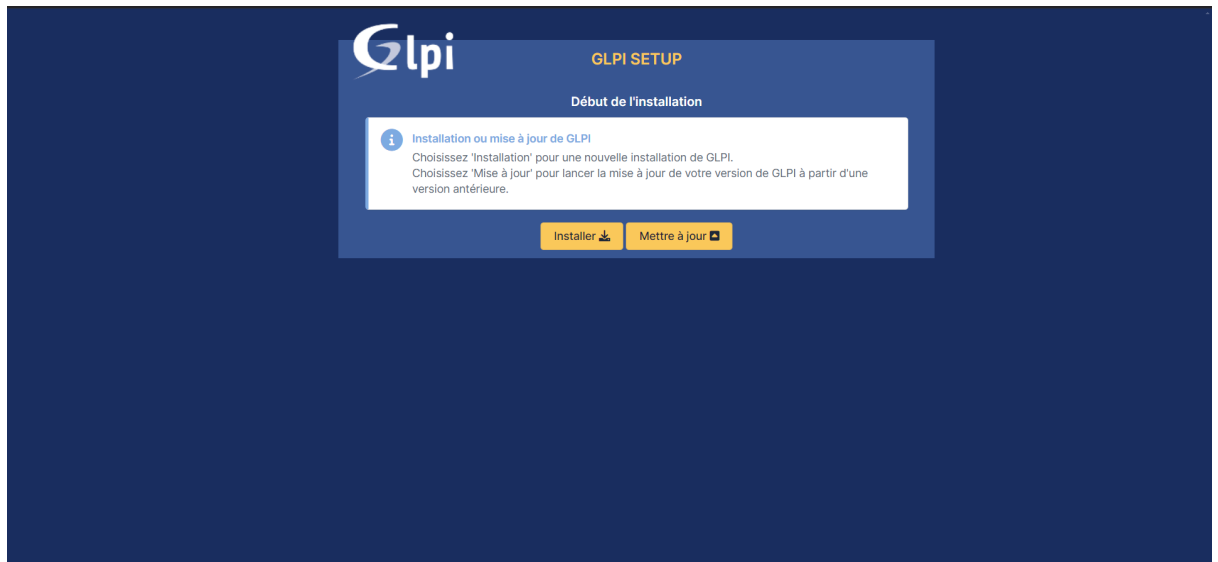 Glpi
GLPI SETUP
Début de l'installation
Installation ou mise à jour de GLPI
Choisissez 'Installation' pour une nouvelle installation de GLPI.
Choisissez 'Mise à jour' pour lancer la mise à jour de votre version de GLPI à partir d'une
version antérieure.
Installer
Mettre à jour